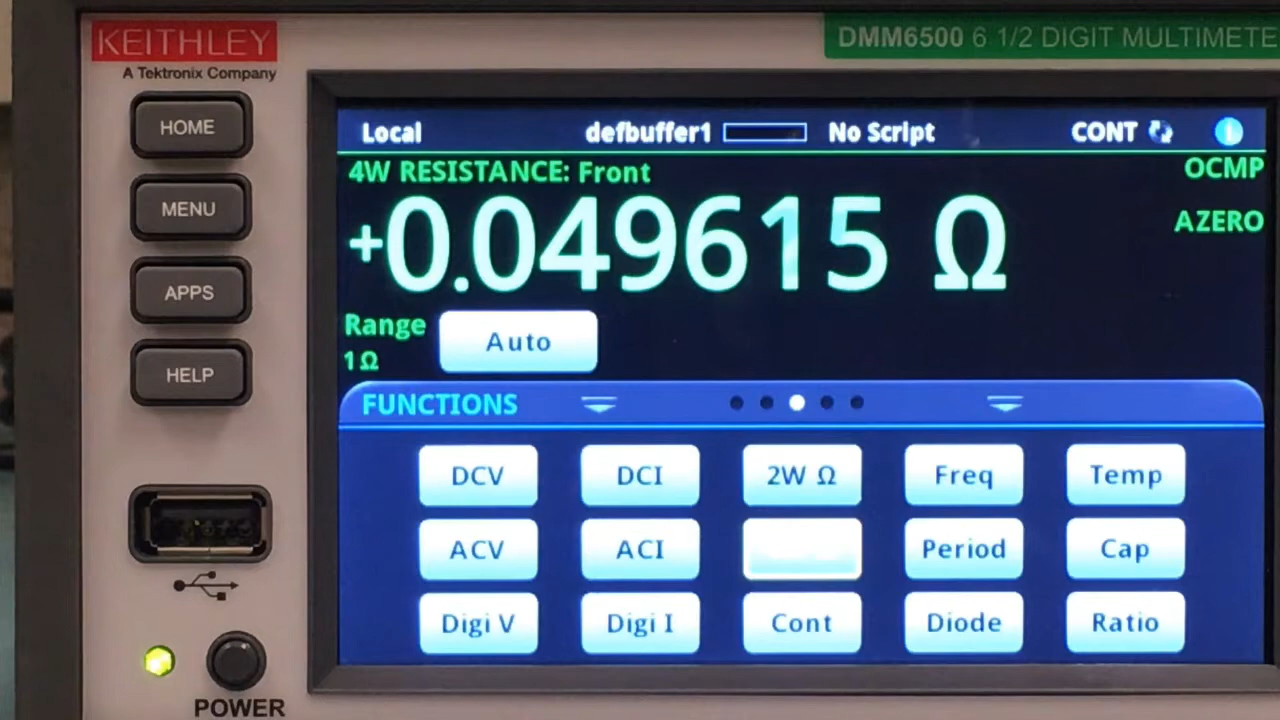 KEITHLEY
A Tektronix Company
DMM6500 6 1/2 DIGIT MULTIMETE
HOME
MENU
APPS
HELP
POWER
Local defbuffer1 No Script CONT
4W RESISTANCE: Front OCMP
+0.049615 Ω
AZERO
Range Auto
1Ω
FUNCTIONS
DCV DCI 2W Ω Freq Temp
ACV ACI Period Cap
Digi V Digi I Cont Diode Ratio